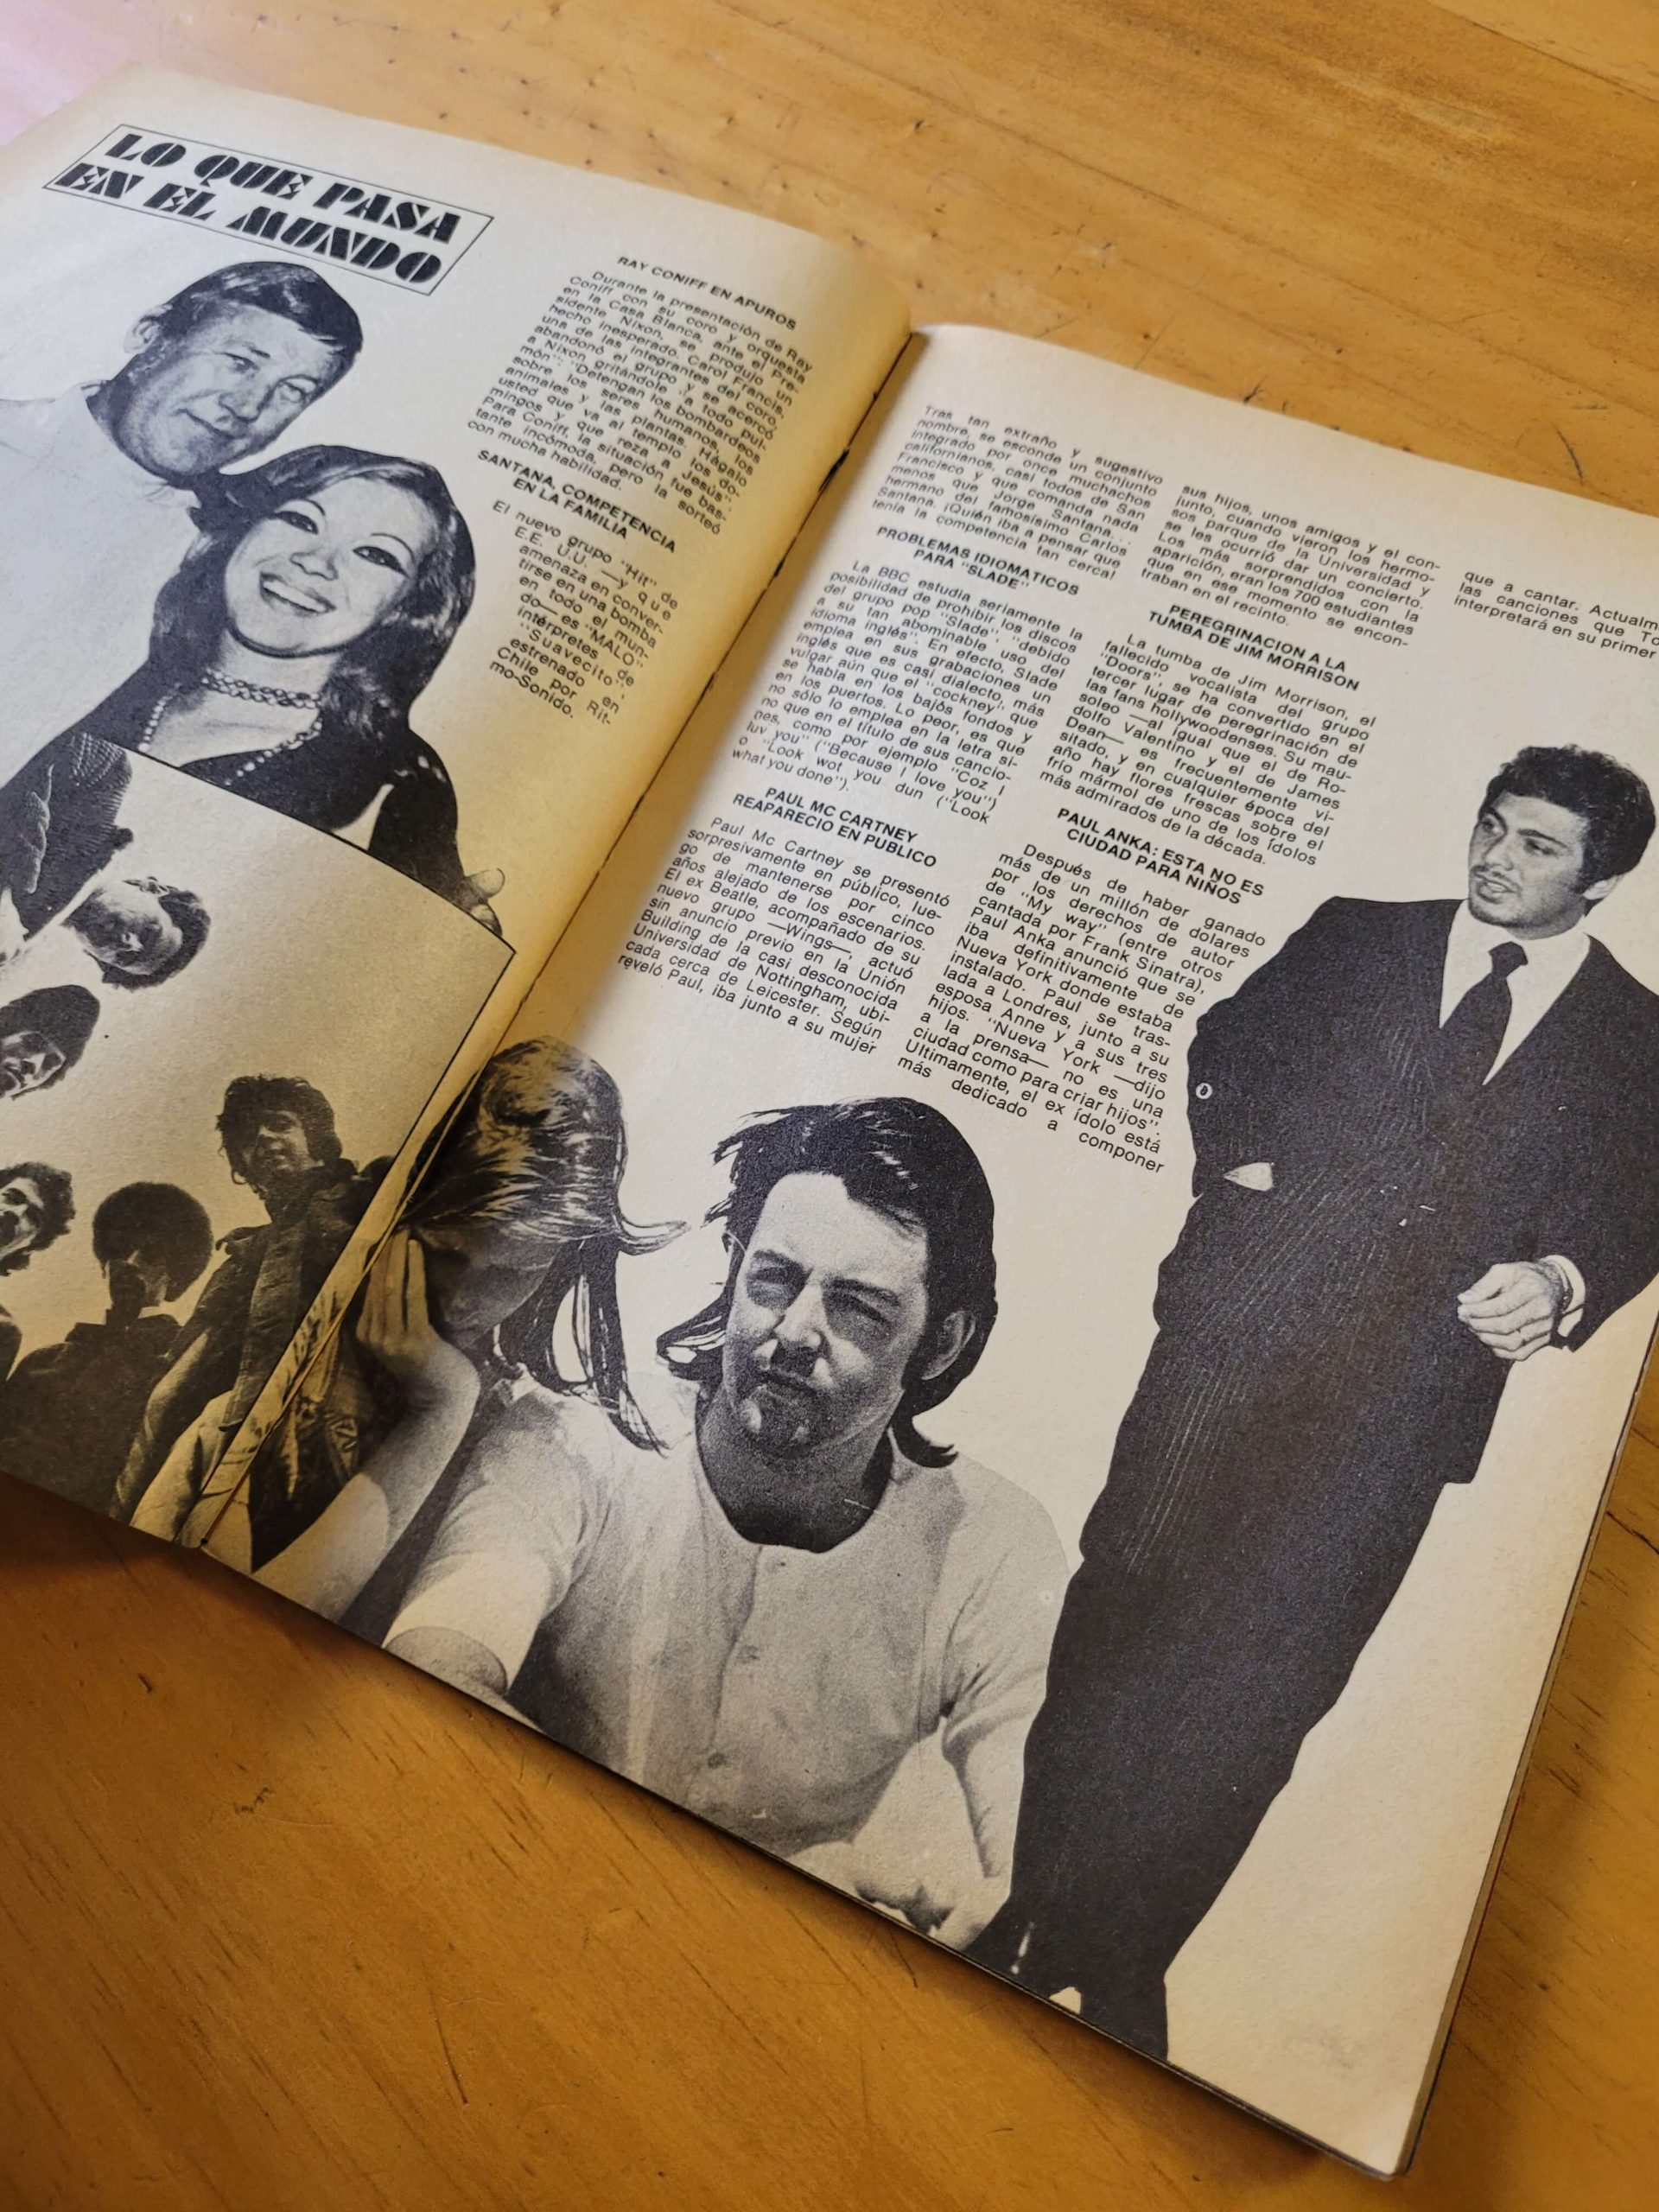 LO QUE PASA
EN EL MUNDO
RAY CONIFF EN APUROS
Durante la presentación de Ray
Coniff con su coro y orquesta
en la Casa Blanca, ante el Pre-
sidente Nixon, se produjo un
hecho inesperado. Carol Francis,
una de las integrantes del coro,
abandonó el grupo y se acercó
a Nixon gritándole "a todo pul-
món": "Detengan los bombardeos
sobre los seres humanos, los
animales y las plantas. Hágalo
usted que va al templo los do-
mingos y que reza a Jesús".
Para Coniff, la situación fue bas-
tante incómoda, pero la sorteó
con mucha habilidad.
SANTANA, COMPETENCIA
EN LA FAMILIA
El nuevo grupo "Hit" de
E.E. U.U. —y que
amenaza en conver-
tirse en una bomba
en todo el mun-
do— es "MALO"
intérpretes de
"Suavecito",
estrenado en
Chile por Rit-
mo-Sonido.
Tras tan extraño y sugestivo
nombre, se esconde un conjunto
integrado por once muchachos
californianos, casi todos de San
Francisco y que comanda nada
menos que Jorge Santana...
hermano del famosísimo Carlos
Santana. ¡Quién iba a pensar que
tenía la competencia tan cerca!
PROBLEMAS IDIOMATICOS
PARA "SLADE"
La BBC estudia seriamente la
posibilidad de prohibir los discos
del grupo pop "Slade", "debido
a su tan abominable uso del
idioma inglés". En efecto, Slade
emplea en sus grabaciones un
inglés que es casi dialecto, más
vulgar aún que el "cockney", que
se habla en los bajos fondos y
en los puertos. Lo peor, es que
no sólo lo emplea en la letra si-
no que en el título de sus cancio-
nes, como por ejemplo "Coz I
luv you" ("Because I love you")
o "Look wot you dun ("Look
what you done").
PAUL MC CARTNEY
REAPARECIO EN PUBLICO
Paul Mc Cartney se presentó
sorpresivamente en público, lue-
go de mantenerse por cinco
años alejado de los escenarios.
El ex Beatle, acompañado de su
nuevo grupo —Wings—, actuó
sin anuncio previo en la Unión
Building de la casi desconocida
Universidad de Nottingham, ubi-
cada cerca de Leicester. Según
reveló Paul, iba junto a su mujer
sus hijos, unos amigos y el con-
junto, cuando vieron los hermo-
sos parque de la Universidad y
se les ocurrió dar un concierto.
Los más sorprendidos con la
aparición, eran los 700 estudiantes
que en ese momento se encon-
traban en el recinto.
PEREGRINACION A LA
TUMBA DE JIM MORRISON
La tumba de Jim Morrison, el
fallecido vocalista del grupo
"Doors", se ha convertido en el
tercer lugar de peregrinación de
las fans hollywoodenses. Su mau-
soleo —al igual que el de Ro-
dolfo Valentino y el de James
Dean— es frecuentemente vi-
sitado, y en cualquier época del
año hay flores frescas sobre el
frío mármol de uno de los ídolos
más admirados de la década.
PAUL ANKA: ESTA NO ES
CIUDAD PARA NIÑOS
Después de haber ganado
más de un millón de dólares
por los derechos de autor
de "My way" (entre otros
cantada por Frank Sinatra),
Paul Anka anunció que se
iba definitivamente de
Nueva York donde estaba
instalado. Paul se tras-
lada a Londres, junto a su
esposa Anne y a sus tres
hijos. "Nueva York —dijo
a la prensa— no es una
ciudad como para criar hijos".
Ultimamente, el ex ídolo está
más dedicado a componer
que a cantar. Actualm
las canciones que To
interpretará en su primer